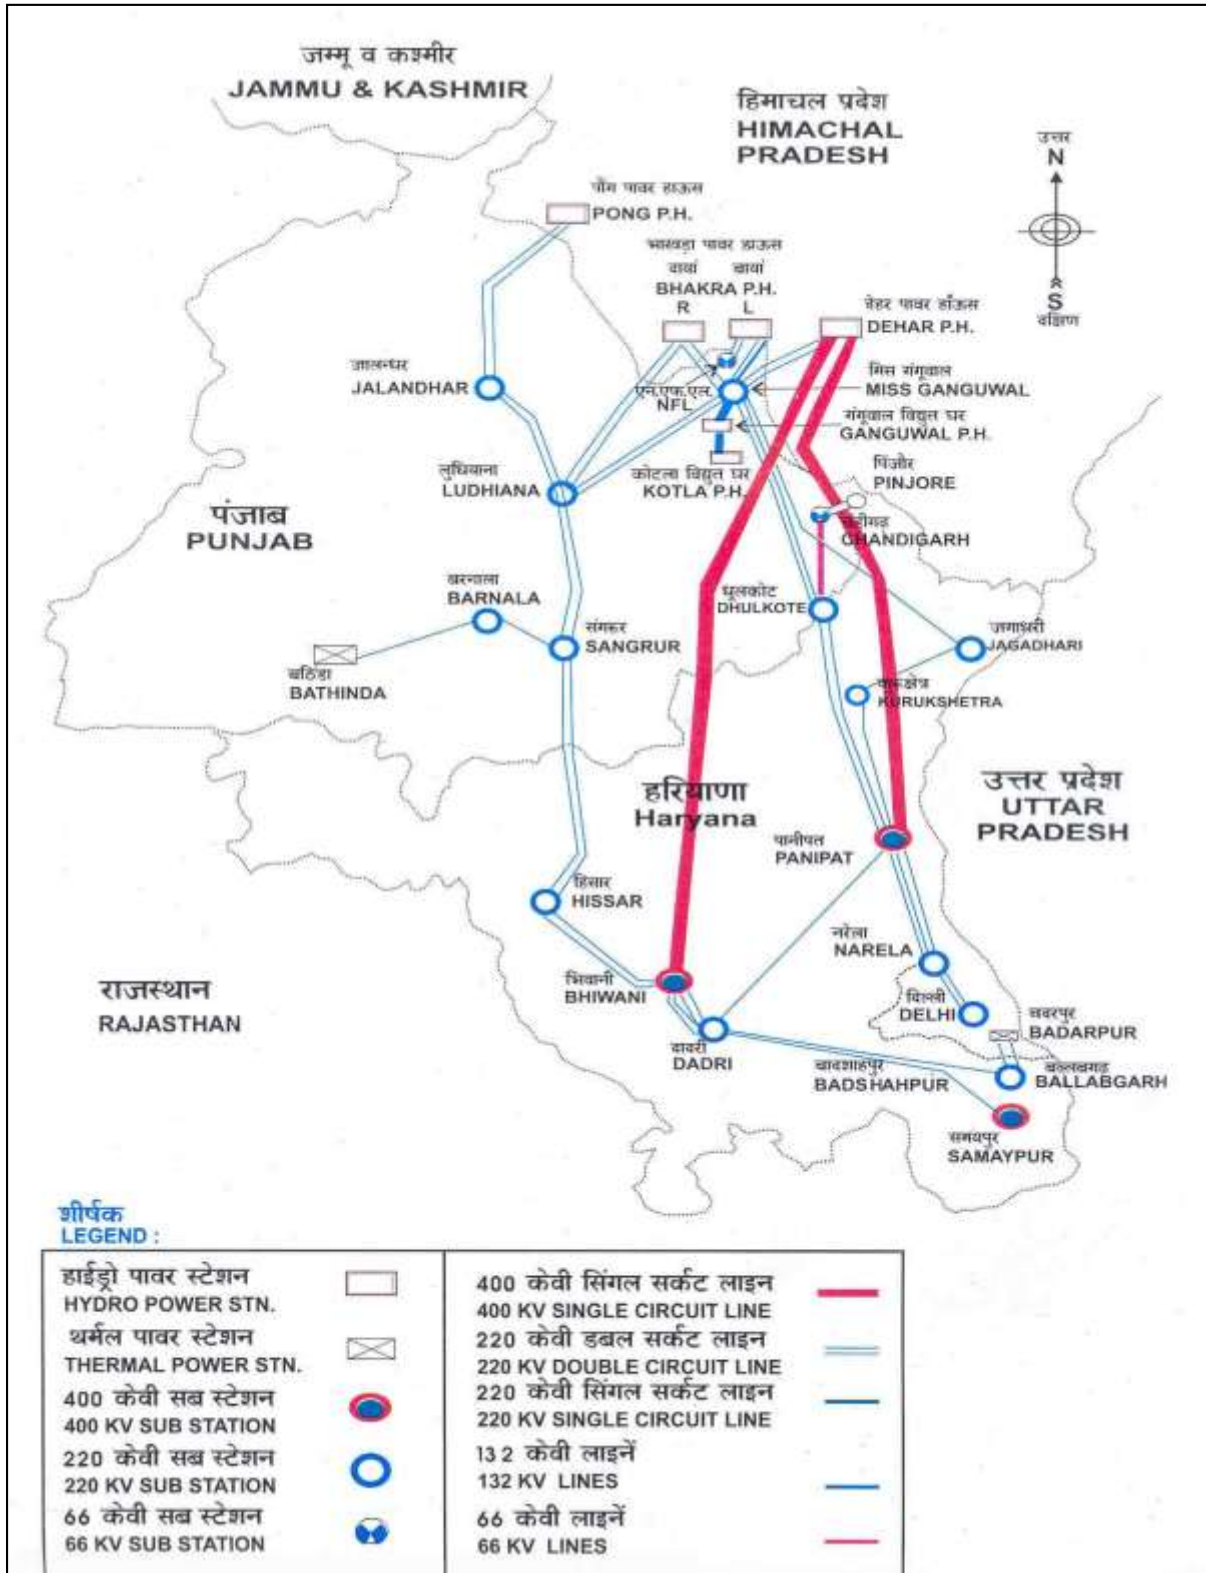 जम्मू व कश्मीर
JAMMU & KASHMIR
हिमाचल प्रदेश
HIMACHAL
PRADESH
उत्तर
N
S
दक्षिण
पौंग पावर हाऊस
PONG P.H.
भाखड़ा पावर हाऊस
दायां बायां
BHAKRA P.H.
R L
देहर पावर हाँऊस
DEHAR P.H.
जालन्धर
JALANDHAR
एन.एफ.एल.
NFL
मिस गंगूवाल
MISS GANGUWAL
गंगूवाल विद्युत घर
GANGUWAL P.H.
लुधियाना
LUDHIANA
कोटला विद्युत घर
KOTLA P.H.
पिंजौर
PINJORE
पंजाब
PUNJAB
चंडीगढ़
CHANDIGARH
बरनाला
BARNALA
धूलकोट
DHULKOTE
संगरूर
SANGRUR
जगाधरी
JAGADHARI
बठिंडा
BATHINDA
कुरूक्षेत्र
KURUKSHETRA
हरियाणा
Haryana
उत्तर प्रदेश
UTTAR
PRADESH
पानीपत
PANIPAT
हिसार
HISSAR
नरेला
NARELA
भिवानी
BHIWANI
राजस्थान
RAJASTHAN
दिल्ली
DELHI
बदरपुर
BADARPUR
दादरी
DADRI
बादशाहपुर
BADSHAHPUR
बल्लबगढ़
BALLABGARH
समयपुर
SAMAYPUR
शीर्षक
LEGEND :
हाईड्रो पावर स्टेशन
HYDRO POWER STN.
थर्मल पावर स्टेशन
THERMAL POWER STN.
400 केवी सब स्टेशन
400 KV SUB STATION
220 केवी सब स्टेशन
220 KV SUB STATION
66 केवी सब स्टेशन
66 KV SUB STATION
400 केवी सिंगल सर्कट लाइन
400 KV SINGLE CIRCUIT LINE
220 केवी डबल सर्कट लाइन
220 KV DOUBLE CIRCUIT LINE
220 केवी सिंगल सर्कट लाइन
220 KV SINGLE CIRCUIT LINE
132 केवी लाइनें
132 KV LINES
66 केवी लाइनें
66 KV LINES